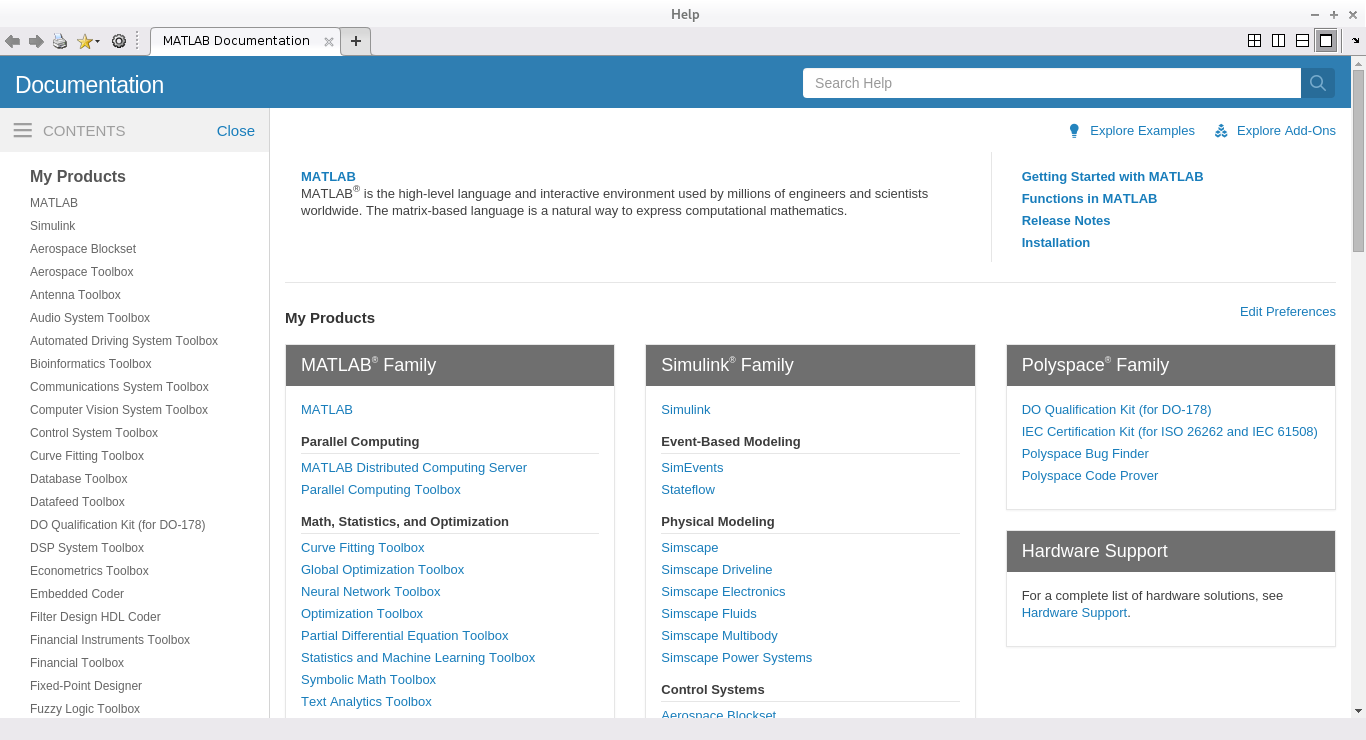 Help
MATLAB Documentation
Documentation
Search Help
CONTENTS Close
My Products
MATLAB
Simulink
Aerospace Blockset
Aerospace Toolbox
Antenna Toolbox
Audio System Toolbox
Automated Driving System Toolbox
Bioinformatics Toolbox
Communications System Toolbox
Computer Vision System Toolbox
Control System Toolbox
Curve Fitting Toolbox
Database Toolbox
Datafeed Toolbox
DO Qualification Kit (for DO-178)
DSP System Toolbox
Econometrics Toolbox
Embedded Coder
Filter Design HDL Coder
Financial Instruments Toolbox
Financial Toolbox
Fixed-Point Designer
Fuzzy Logic Toolbox
Explore Examples Explore Add-Ons
MATLAB
MATLAB® is the high-level language and interactive environment used by millions of engineers and scientists
worldwide. The matrix-based language is a natural way to express computational mathematics.
Getting Started with MATLAB
Functions in MATLAB
Release Notes
Installation
My Products
Edit Preferences
MATLAB® Family
MATLAB
Parallel Computing
MATLAB Distributed Computing Server
Parallel Computing Toolbox
Math, Statistics, and Optimization
Curve Fitting Toolbox
Global Optimization Toolbox
Neural Network Toolbox
Optimization Toolbox
Partial Differential Equation Toolbox
Statistics and Machine Learning Toolbox
Symbolic Math Toolbox
Text Analytics Toolbox
Simulink® Family
Simulink
Event-Based Modeling
SimEvents
Stateflow
Physical Modeling
Simscape
Simscape Driveline
Simscape Electronics
Simscape Fluids
Simscape Multibody
Simscape Power Systems
Control Systems
Aerospace Blockset
Polyspace® Family
DO Qualification Kit (for DO-178)
IEC Certification Kit (for ISO 26262 and IEC 61508)
Polyspace Bug Finder
Polyspace Code Prover
Hardware Support
For a complete list of hardware solutions, see
Hardware Support.